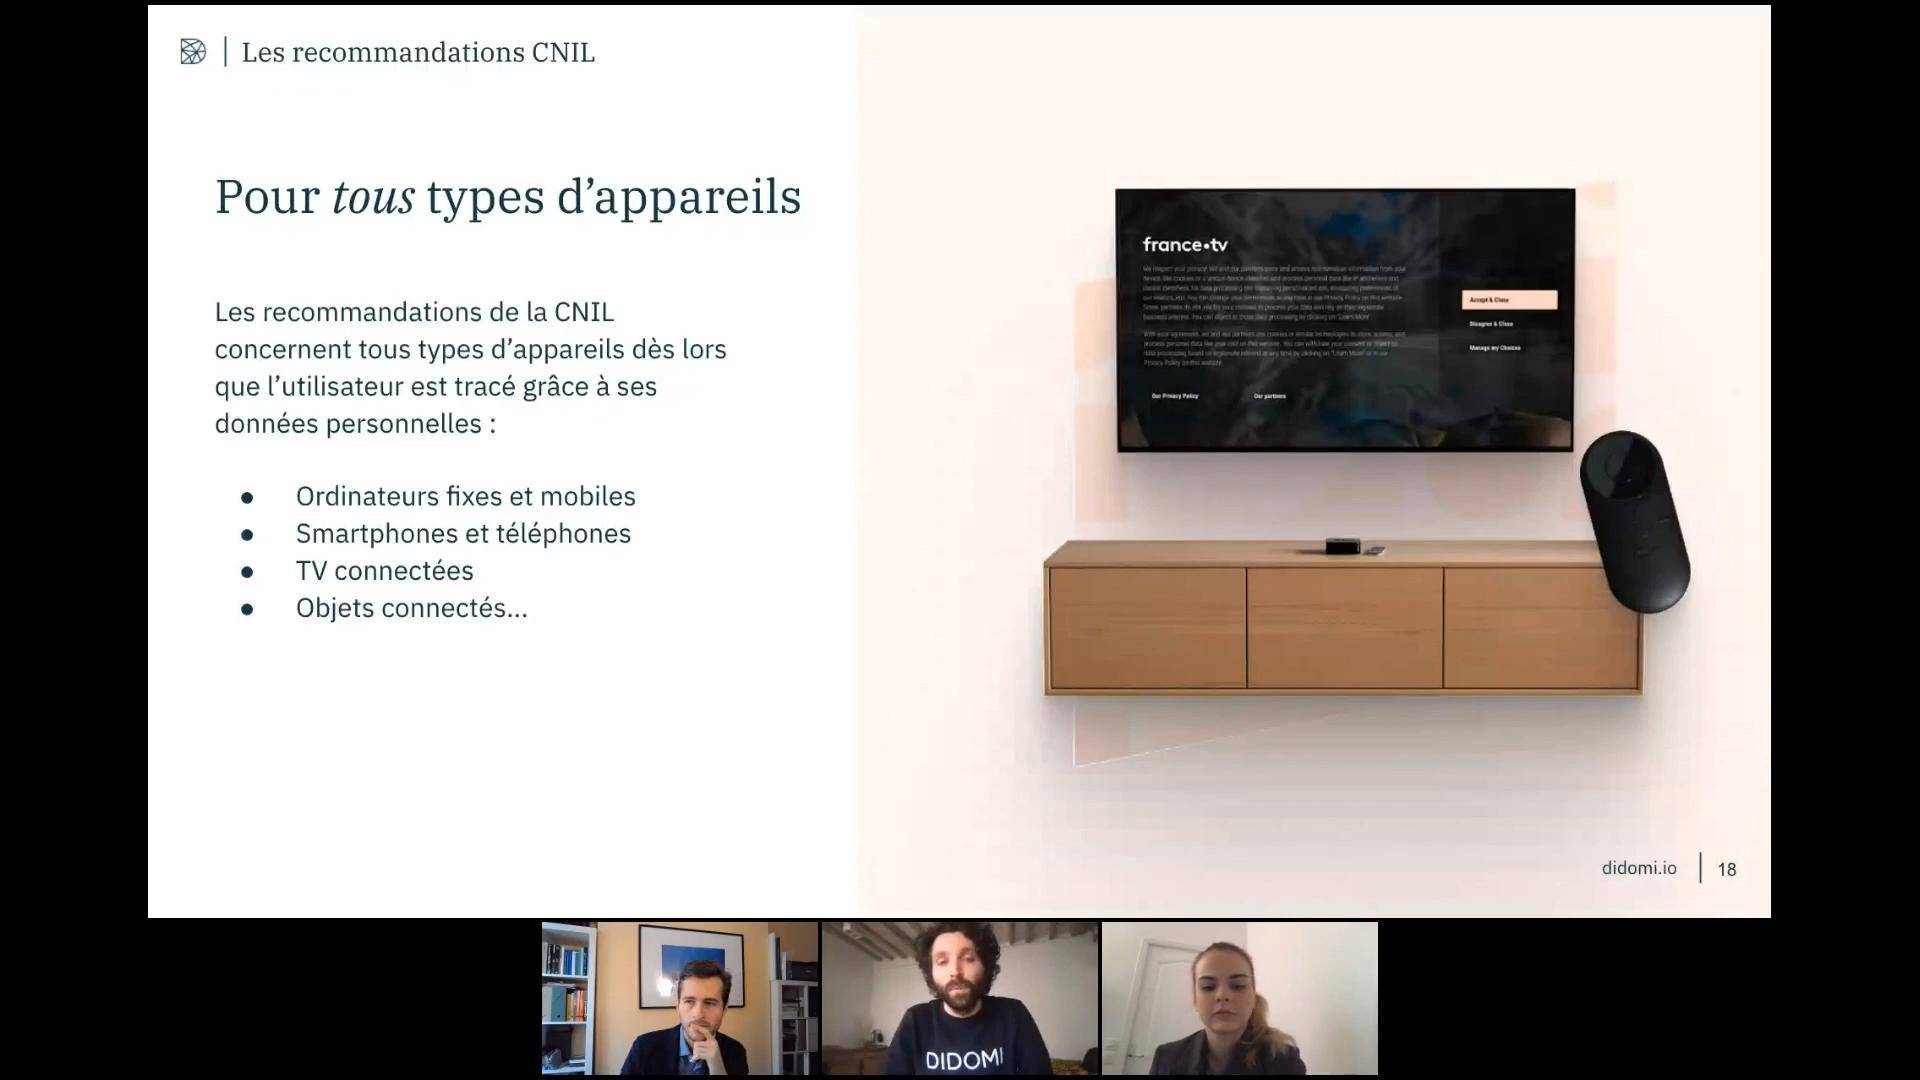 Les recommandations CNIL
Pour tous types d’appareils
Les recommandations de la CNIL
concernent tous types d’appareils dès lors
que l’utilisateur est tracé grâce à ses
données personnelles :
● Ordinateurs fixes et mobiles
● Smartphones et téléphones
● TV connectées
● Objets connectés...
france•tv
Accept & Close
Disagree & Close
Manage my Choices
Our Privacy Policy
Our partners
didomi.io
18
DIDOMI